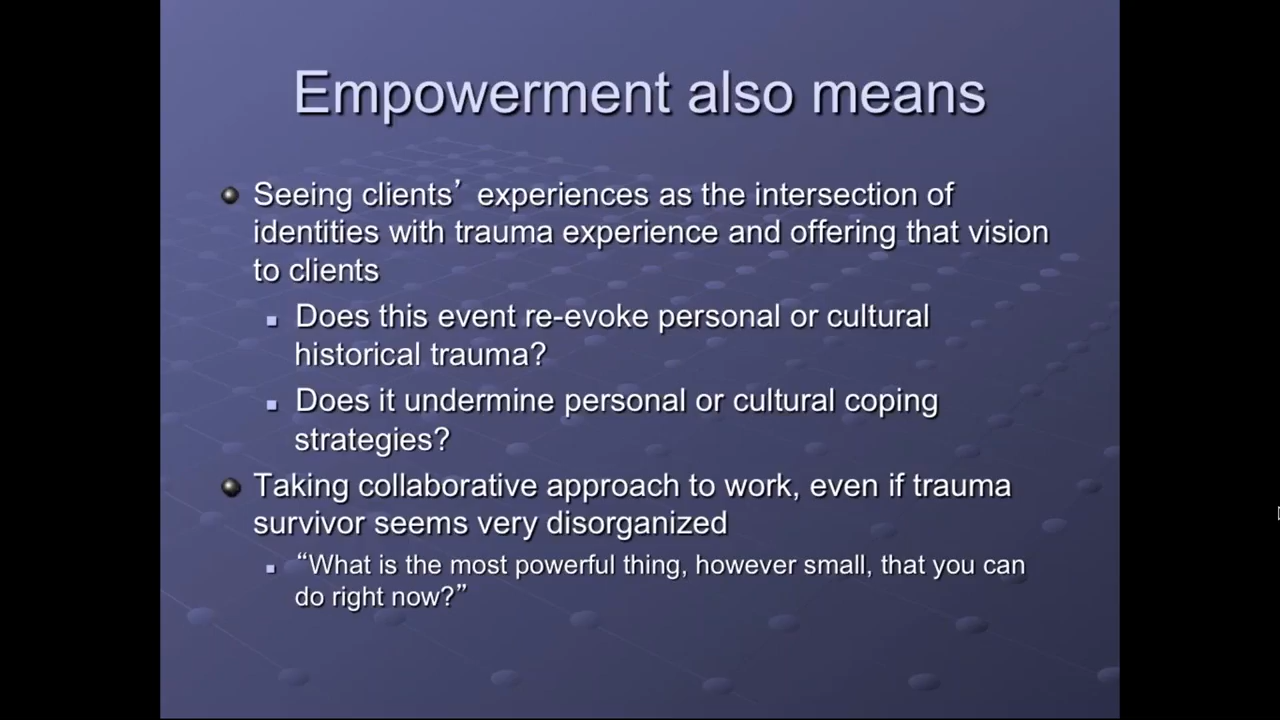 Empowerment also means
Seeing clients’ experiences as the intersection of
identities with trauma experience and offering that vision
to clients
Does this event re-evoke personal or cultural
historical trauma?
Does it undermine personal or cultural coping
strategies?
Taking collaborative approach to work, even if trauma
survivor seems very disorganized
“What is the most powerful thing, however small, that you can
do right now?”